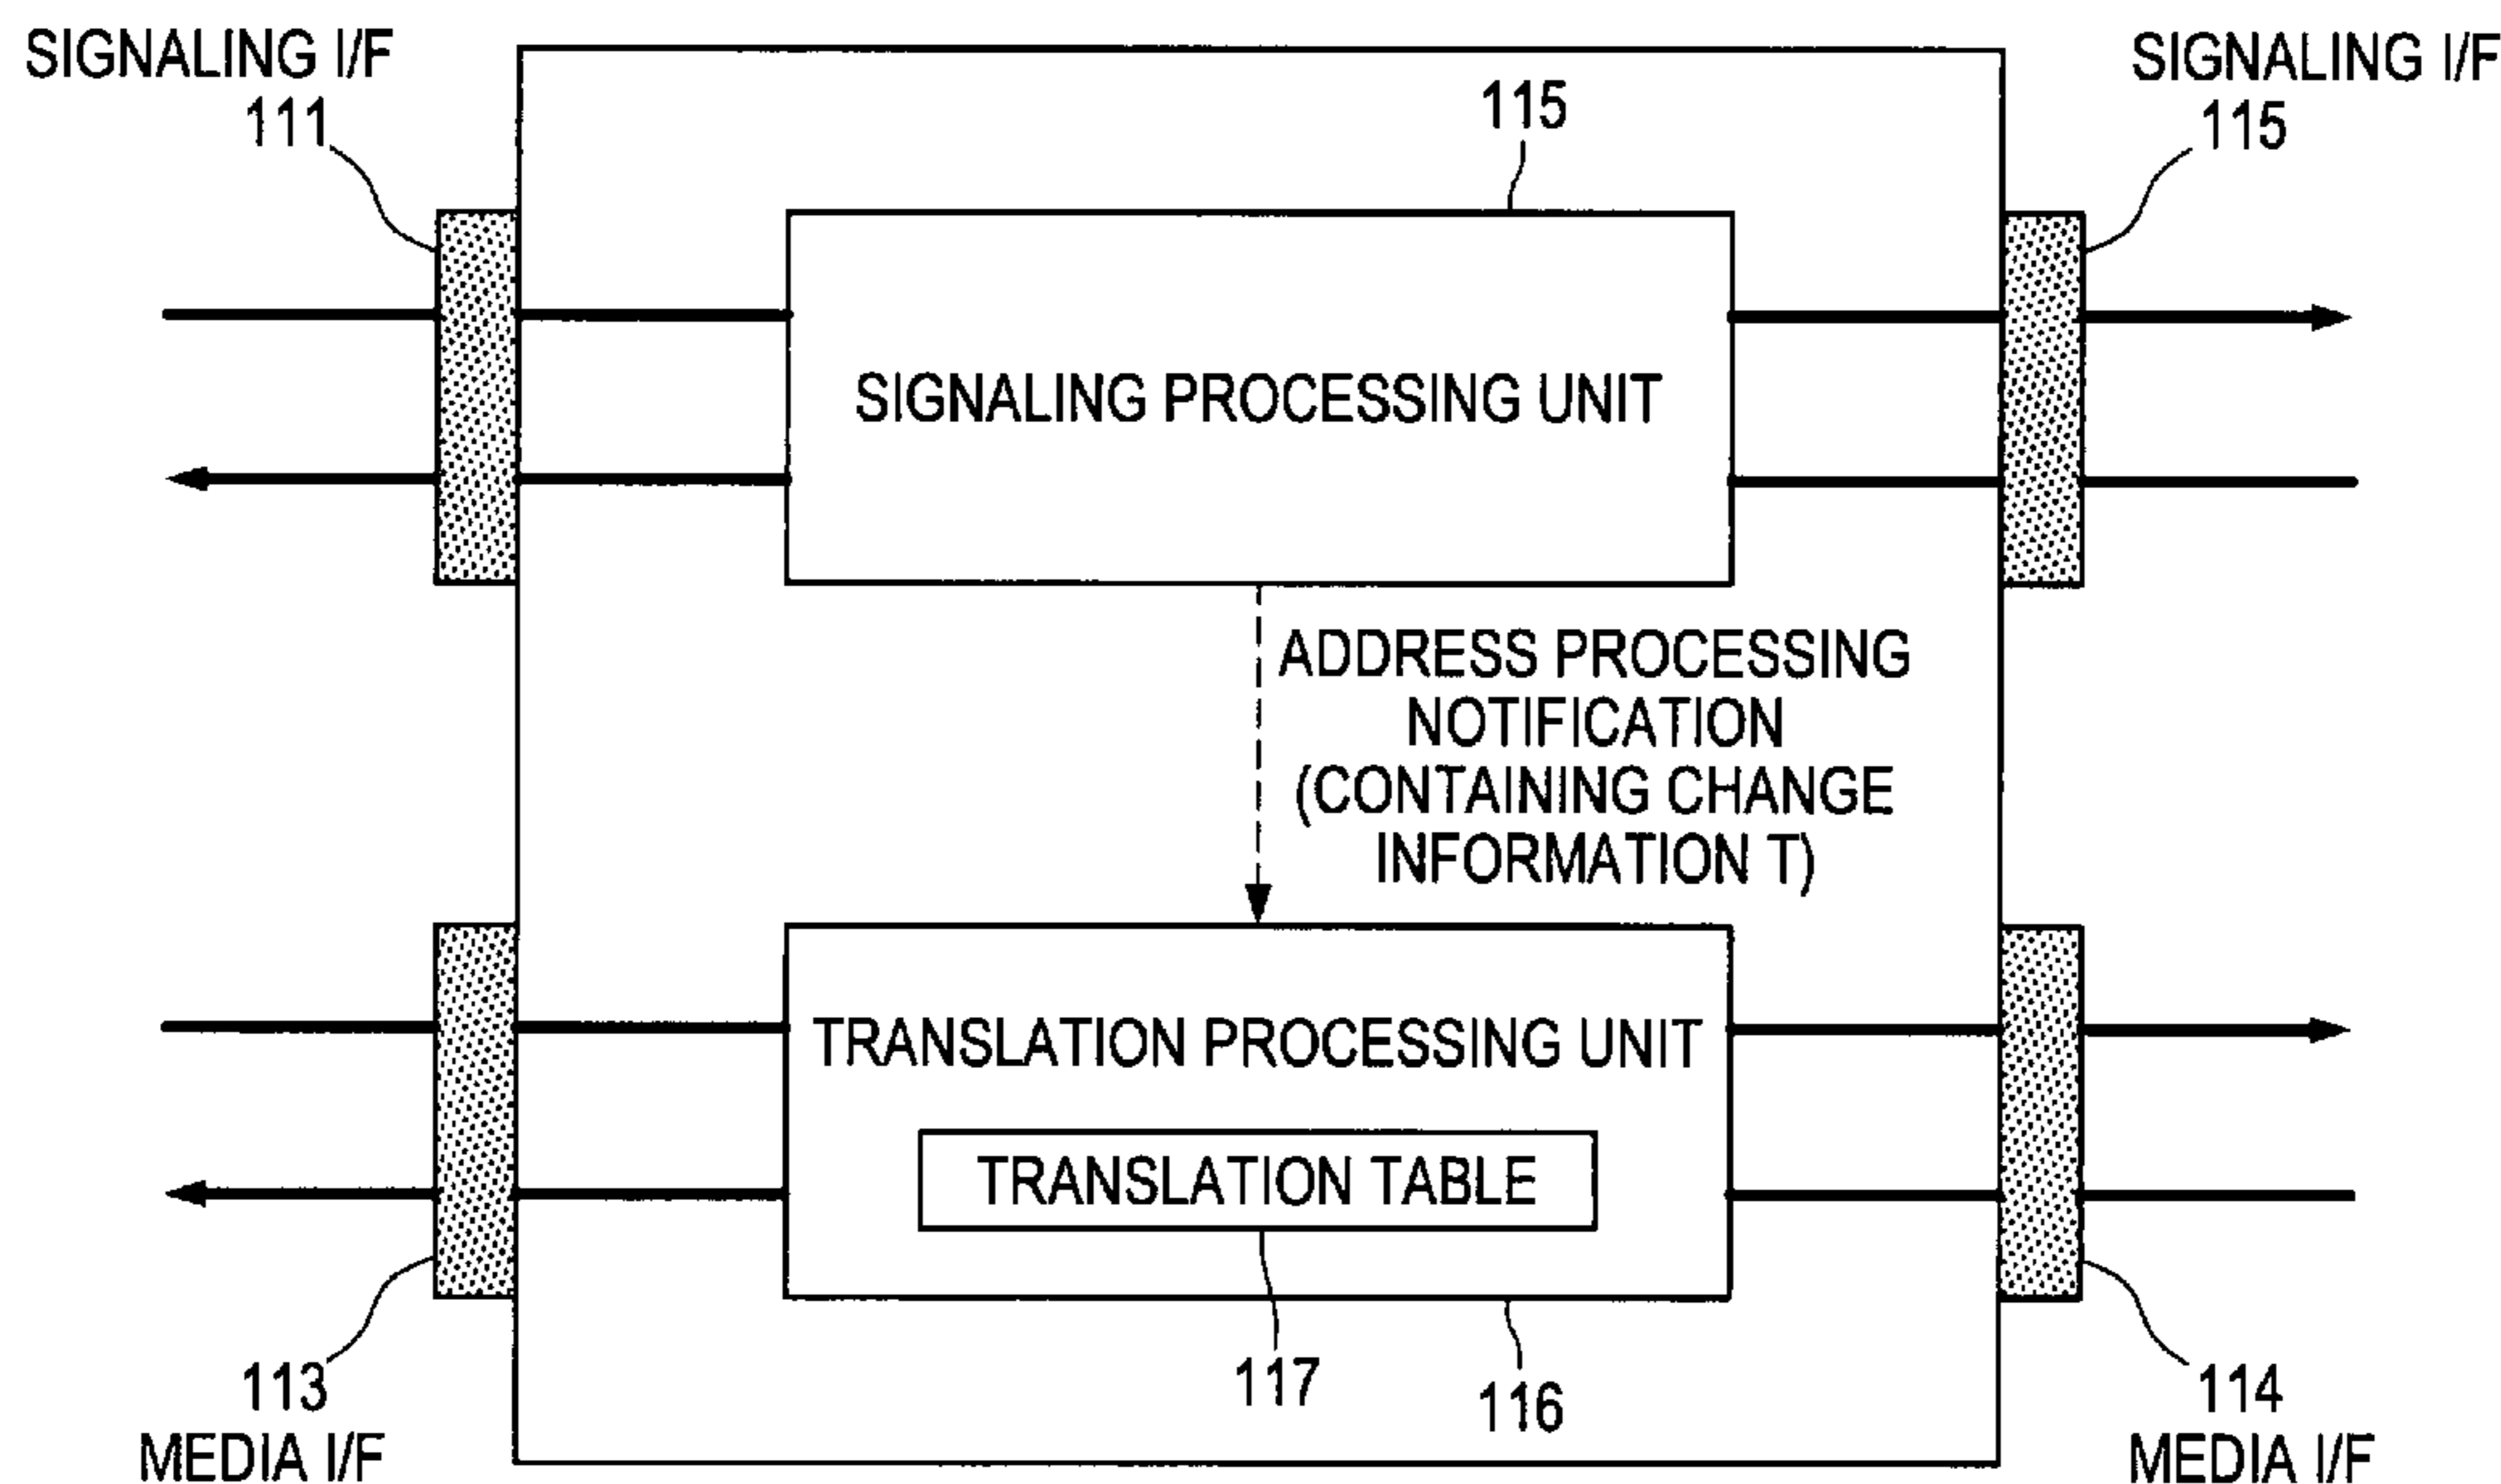 SIGNALING I/F
111
115
SIGNALING I/F
115
SIGNALING PROCESSING UNIT
ADDRESS PROCESSING
NOTIFICATION
(CONTAINING CHANGE
INFORMATION T)
TRANSLATION PROCESSING UNIT
TRANSLATION TABLE
113
MEDIA I/F
117
116
114
MEDIA I/F